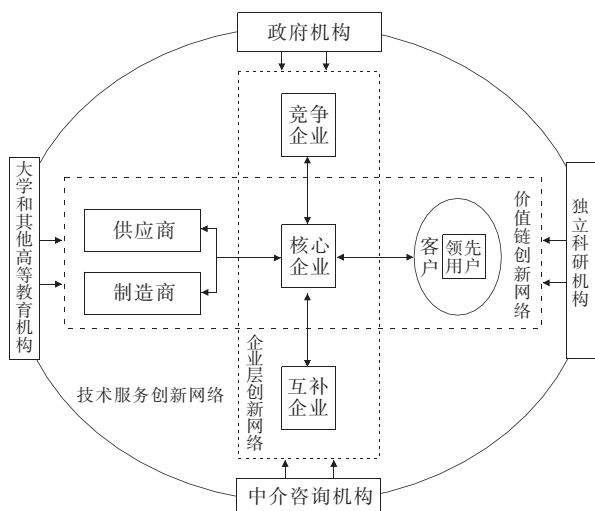 政府机构
竞争
企业
大学和其他高等教育机构
供应商
制造商
核心
企业
客户
领先
用户
价值链创新网络
独立科研机构
企业层创新网络
互补
企业
技术服务创新网络
中介咨询机构